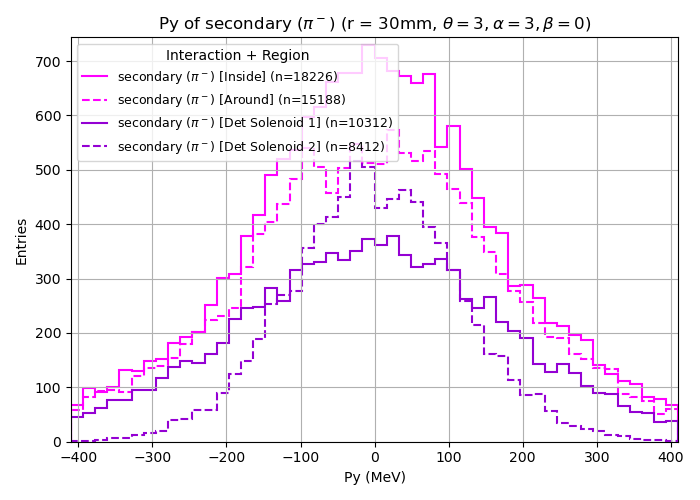 Py of secondary (π⁻) (r = 30mm, θ = 3, α = 3, β = 0)
Interaction + Region
secondary (π⁻) [Inside] (n=18226)
secondary (π⁻) [Around] (n=15188)
secondary (π⁻) [Det Solenoid 1] (n=10312)
secondary (π⁻) [Det Solenoid 2] (n=8412)
Entries
700
600
500
400
300
200
100
0
−400 −300 −200 −100 0 100 200 300 400
Py (MeV)